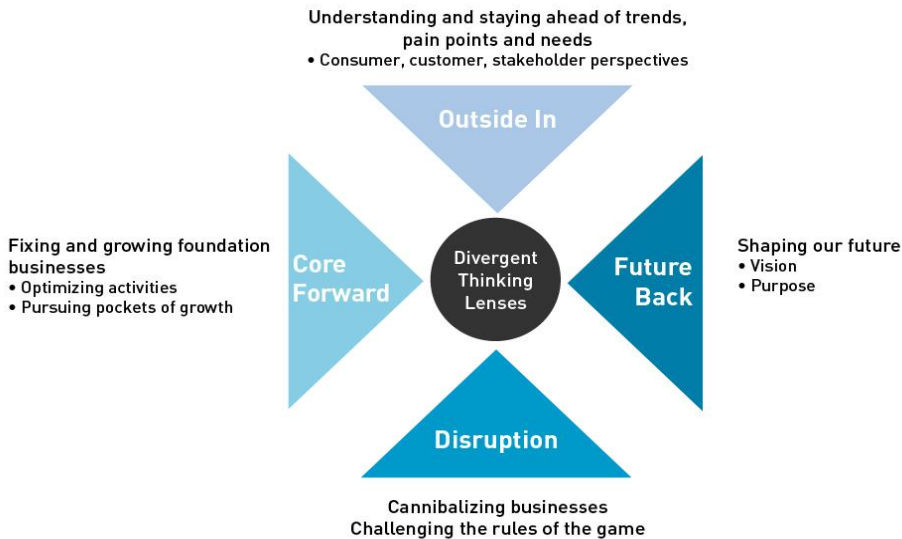 Understanding and staying ahead of trends,
pain points and needs
• Consumer, customer, stakeholder perspectives
Outside In
Fixing and growing foundation
businesses
• Optimizing activities
• Pursuing pockets of growth
Core
Forward
Divergent
Thinking
Lenses
Future
Back
Shaping our future
• Vision
• Purpose
Disruption
Cannibalizing businesses
Challenging the rules of the game